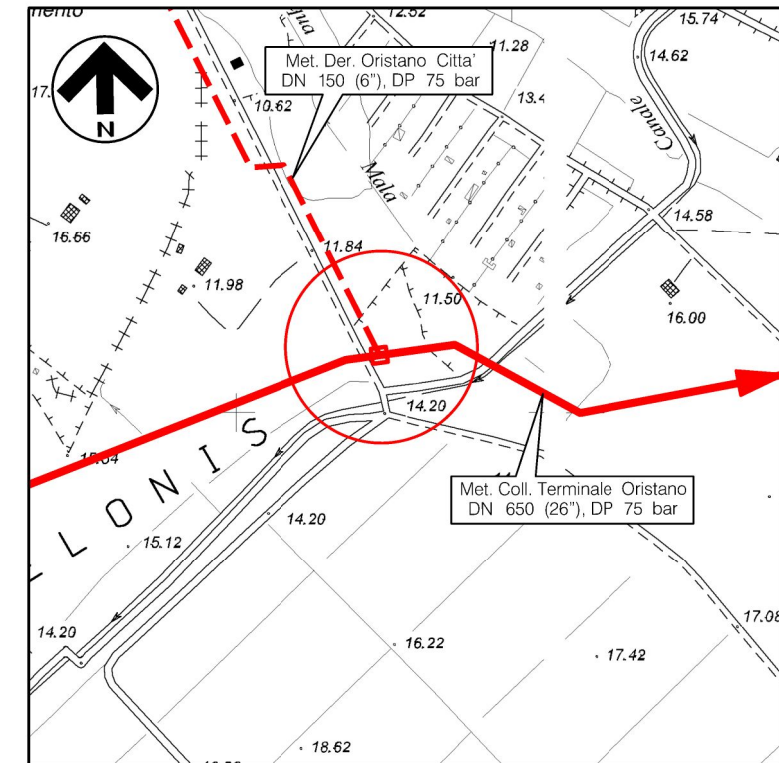 12.52
15.74
11.28
14.62
Met. Der. Oristano Citta'
DN 150 (6"), DP 75 bar
13.4
10.62
Canale
N
Mala
14.58
16.66
11.84
11.98
11.50
16.00
14.20
15.04
LONIS
Met. Coll. Terminale Oristano
DN 650 (26"), DP 75 bar
14.20
15.12
17.08
14.20
16.22
17.42
18.62